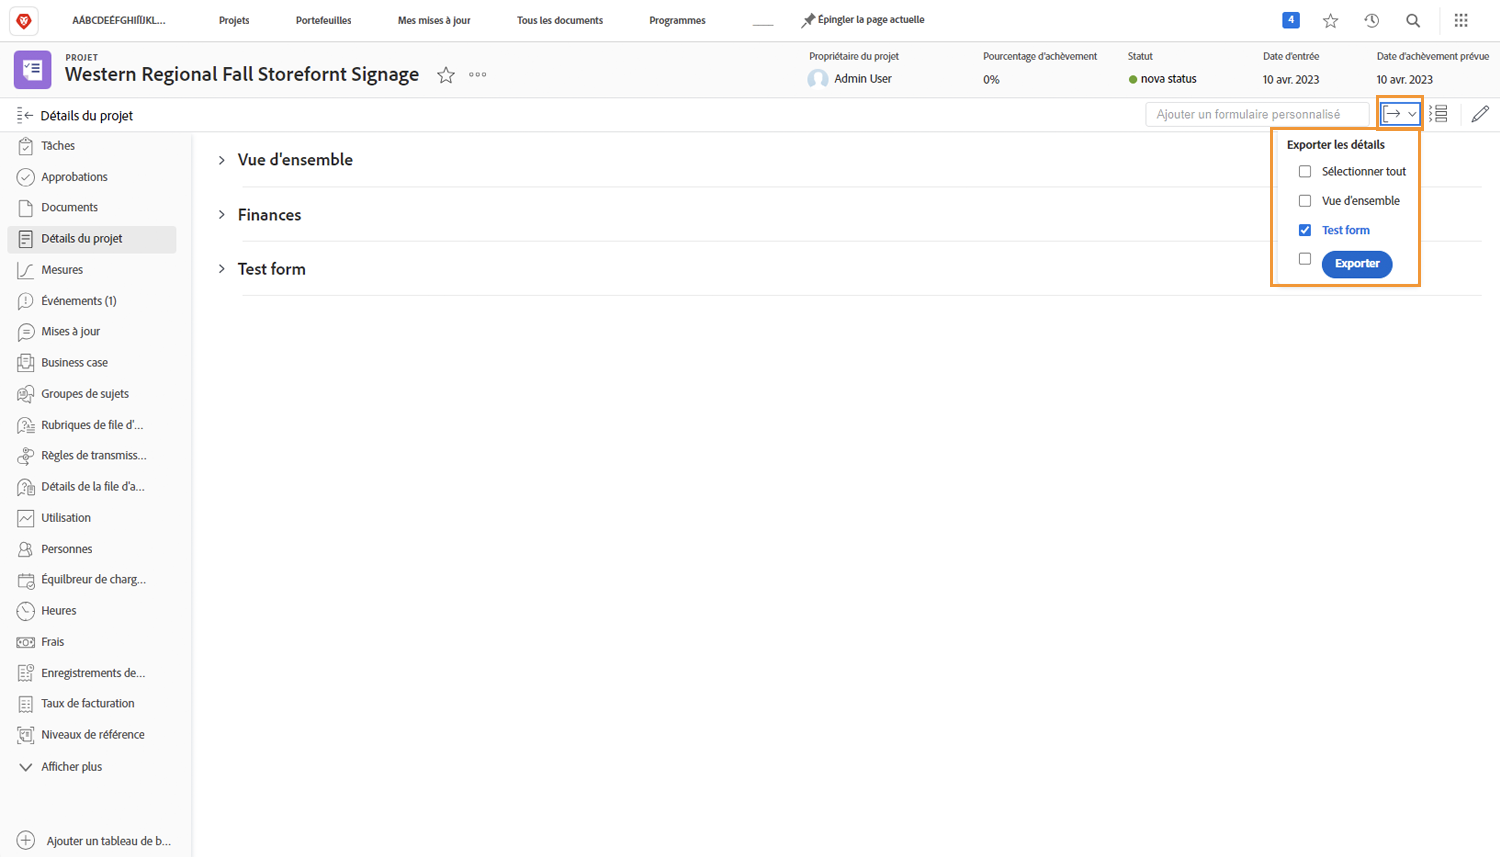 AÁBCDEÉFGHIÍÏJKL...
Projets
Portefeuilles
Mes mises à jour
Tous les documents
Programmes
Épingler la page actuelle
4
PROJET
Western Regional Fall Storefornt Signage
Propriétaire du projet
Admin User
Pourcentage d'achèvement
0%
Statut
nova status
Date d'entrée
10 avr. 2023
Date d'achèvement prévue
10 avr. 2023
Détails du projet
Ajouter un formulaire personnalisé
Tâches
Approbations
Documents
Détails du projet
Mesures
Événements (1)
Mises à jour
Business case
Groupes de sujets
Rubriques de file d'...
Règles de transmiss...
Détails de la file d'a...
Utilisation
Personnes
Équilbreur de charg...
Heures
Frais
Enregistrements de...
Taux de facturation
Niveaux de référence
Afficher plus
Ajouter un tableau de b...
Vue d'ensemble
Finances
Test form
Exporter les détails
Sélectionner tout
Vue d'ensemble
Test form
Exporter